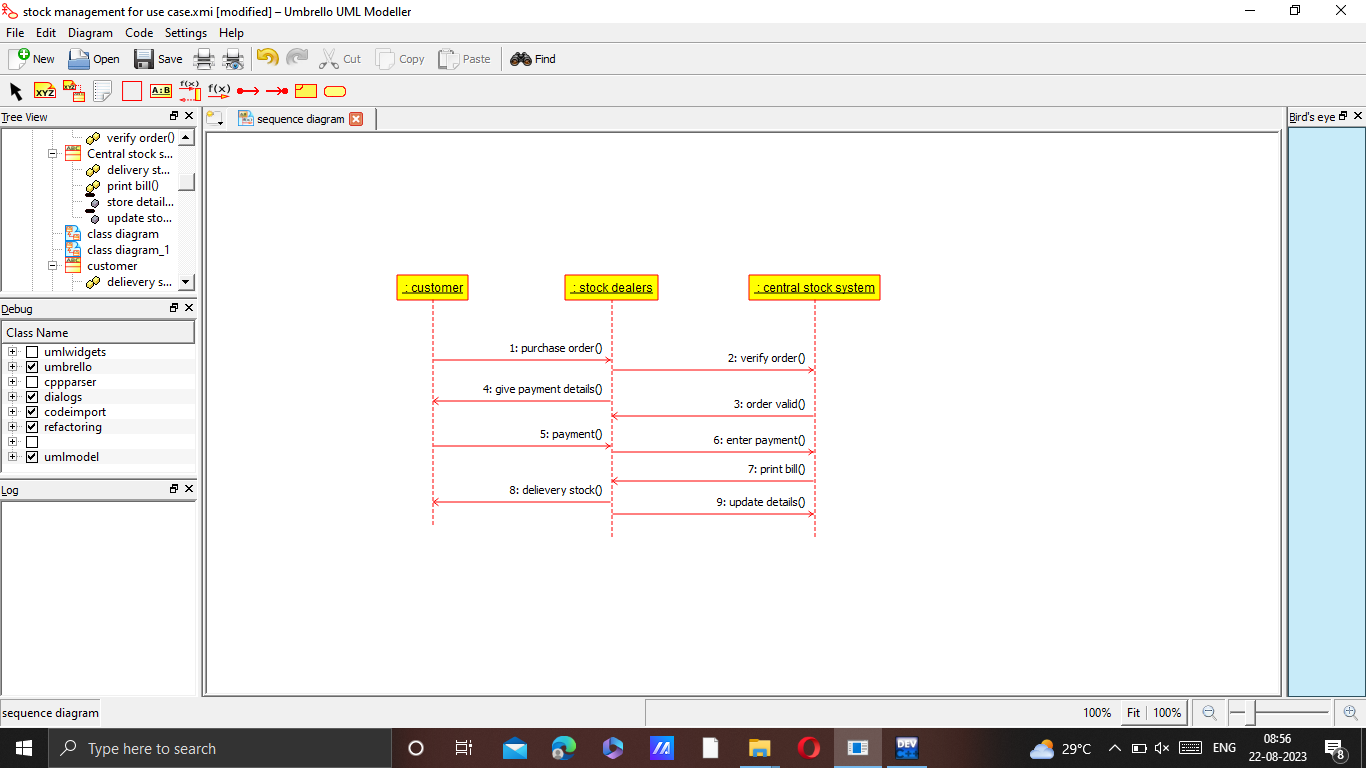 stock management for use case.xmi [modified] – Umbrello UML Modeller
File Edit Diagram Code Settings Help
New Open Save Cut Copy Paste Find
XYZ XYZ A:B f(x) f(x)
Tree View
verify order()
ABC Central stock s...
delivery st...
print bill()
store detail...
update sto...
class diagram
class diagram_1
ABC customer
delievery s...
Debug
Class Name
umlwidgets
umbrello
cppparser
dialogs
codeimport
refactoring
umlmodel
Log
sequence diagram
: customer : stock dealers : central stock system
1: purchase order()
2: verify order()
4: give payment details()
3: order valid()
5: payment()
6: enter payment()
7: print bill()
8: delievery stock()
9: update details()
Bird's eye
sequence diagram 100% Fit 100%
Type here to search
DEV
29°C ENG
08:56
22-08-2023
8